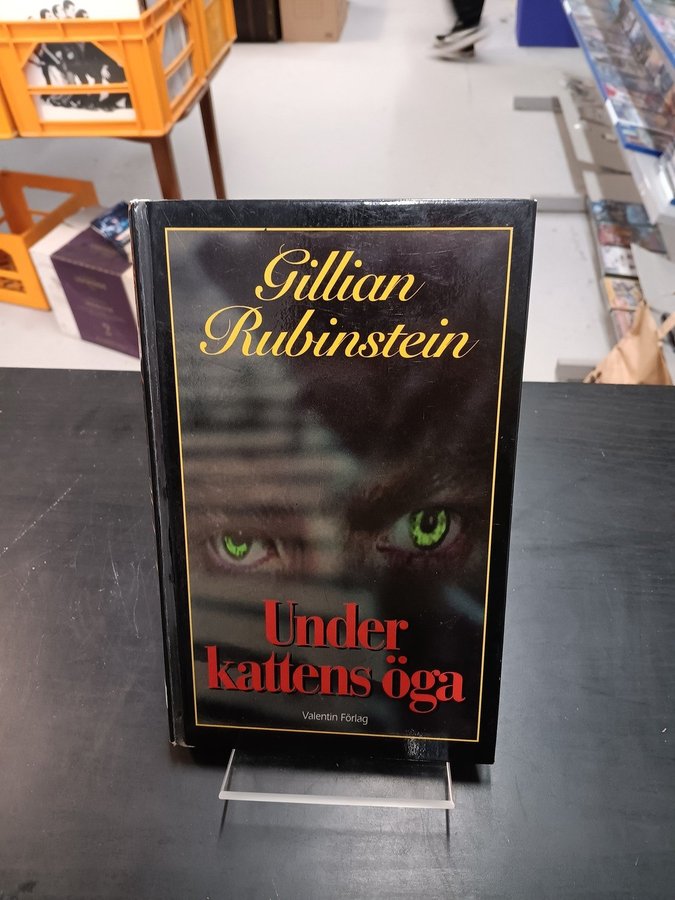 Gillian
Rubinstein
Under
kattens öga
Valentin Förlag